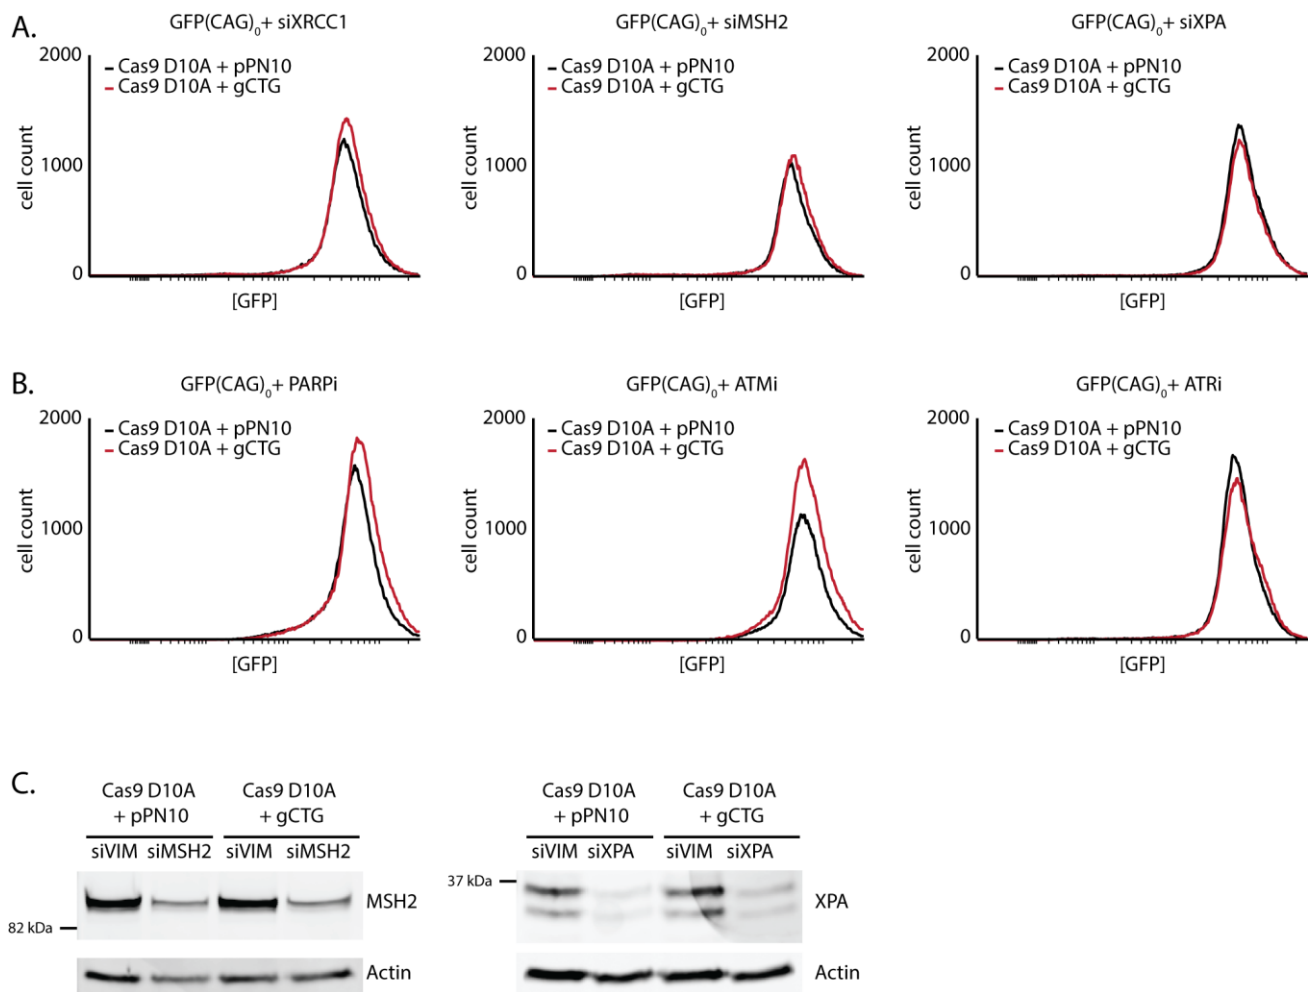 A.
GFP(CAG)₀+ siXRCC1
2000
Cas9 D10A + pPN10
Cas9 D10A + gCTG
cell count
1000
0
[GFP]
GFP(CAG)₀+ siMSH2
2000
Cas9 D10A + pPN10
Cas9 D10A + gCTG
cell count
1000
0
[GFP]
GFP(CAG)₀+ siXPA
2000
Cas9 D10A + pPN10
Cas9 D10A + gCTG
cell count
1000
0
[GFP]
B.
GFP(CAG)₀+ PARPi
2000
Cas9 D10A + pPN10
Cas9 D10A + gCTG
cell count
1000
0
[GFP]
GFP(CAG)₀+ ATMi
2000
Cas9 D10A + pPN10
Cas9 D10A + gCTG
cell count
1000
0
[GFP]
GFP(CAG)₀+ ATRi
2000
Cas9 D10A + pPN10
Cas9 D10A + gCTG
cell count
1000
0
[GFP]
C.
Cas9 D10A
+ pPN10
Cas9 D10A
+ gCTG
siVIM siMSH2 siVIM siMSH2
MSH2
82 kDa
Actin
Cas9 D10A
+ pPN10
Cas9 D10A
+ gCTG
siVIM siXPA siVIM siXPA
37 kDa
XPA
Actin